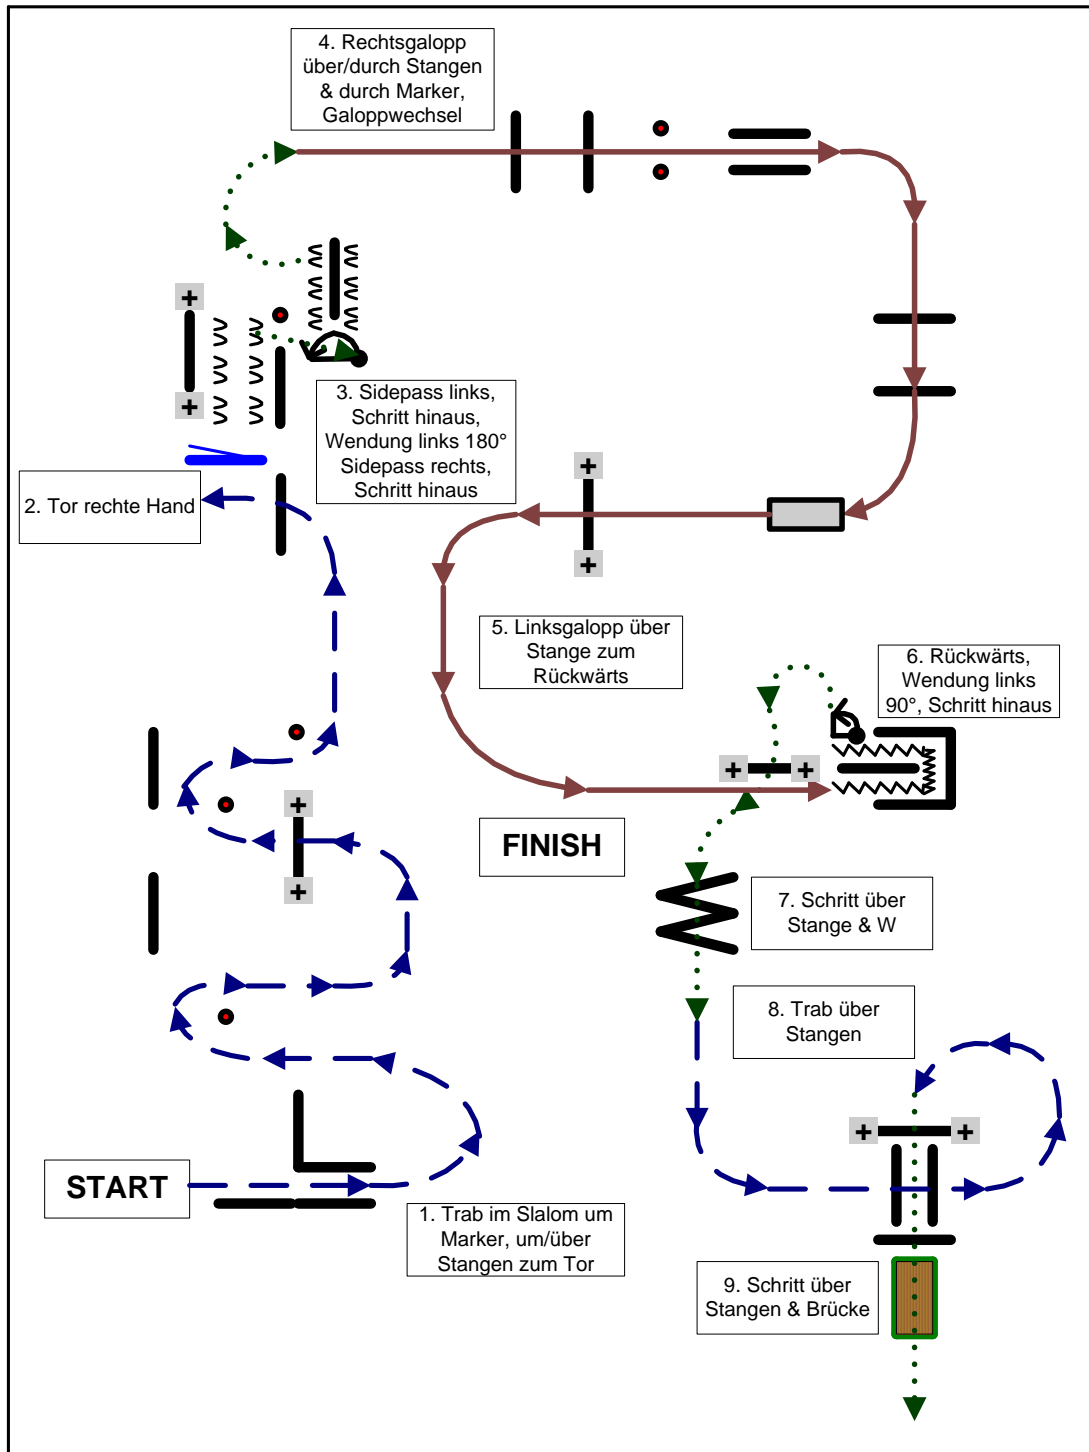 4. Rechtsgalopp
über/durch Stangen
& durch Marker,
Galoppwechsel
3. Sidepass links,
Schritt hinaus,
Wendung links 180°
Sidepass rechts,
Schritt hinaus
2. Tor rechte Hand
5. Linksgalopp über
Stange zum
Rückwärts
6. Rückwärts,
Wendung links
90°, Schritt hinaus
FINISH
7. Schritt über
Stange & W
8. Trab über
Stangen
START
1. Trab im Slalom um
Marker, um/über
Stangen zum Tor
9. Schritt über
Stangen & Brücke